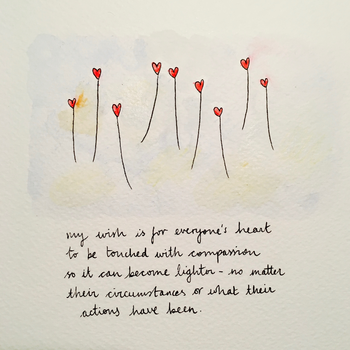 my wish is for everyone's heart
to be touched with compassion
so it can become lighter - no matter
their circumstances or what their
actions have been.